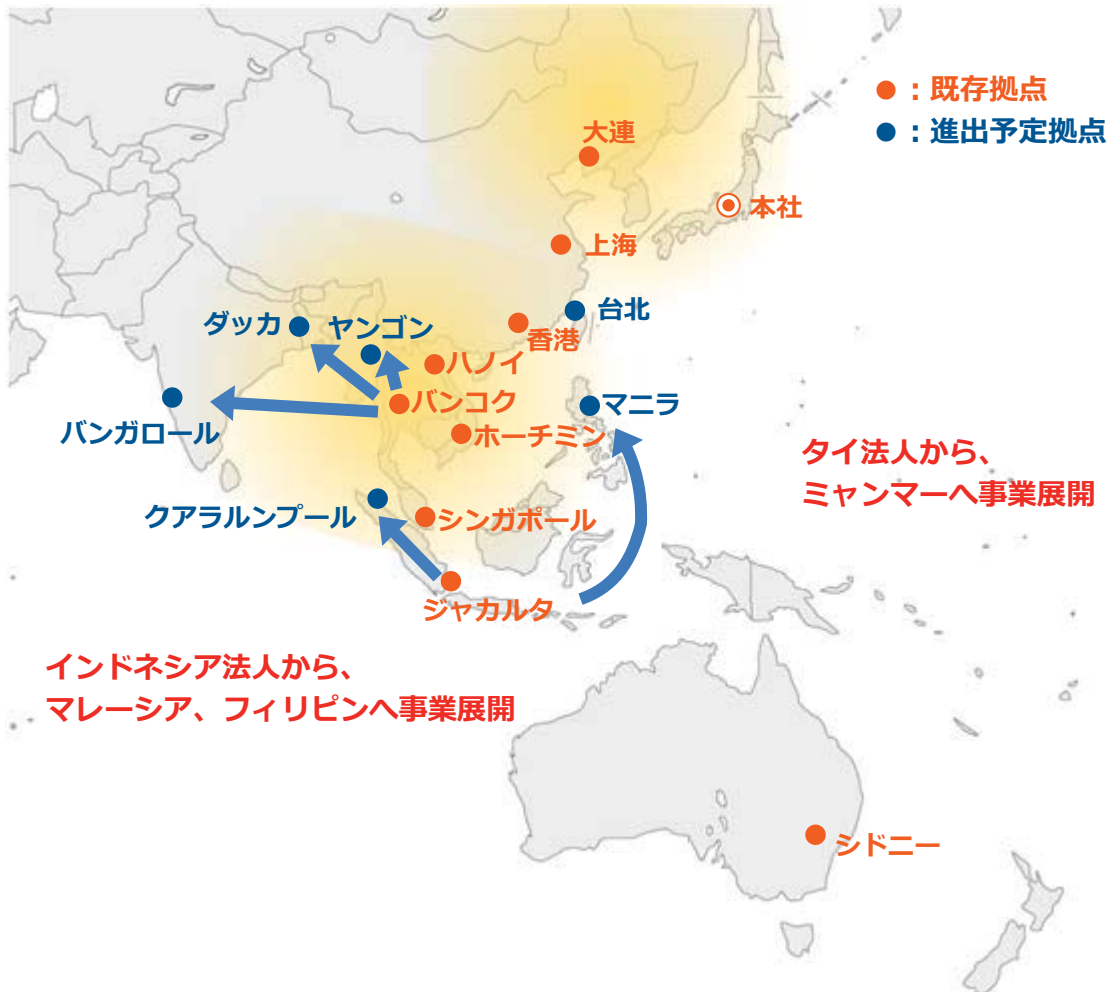 ：既存拠点
：進出予定拠点
大連
本社
上海
台北
ダッカ
ヤンゴン
香港
ハノイ
バンコク
マニラ
バンガロール
ホーチミン
タイ法人から、
ミャンマーへ事業展開
クアラルンプール
シンガポール
ジャカルタ
インドネシア法人から、
マレーシア、フィリピンへ事業展開
シドニー